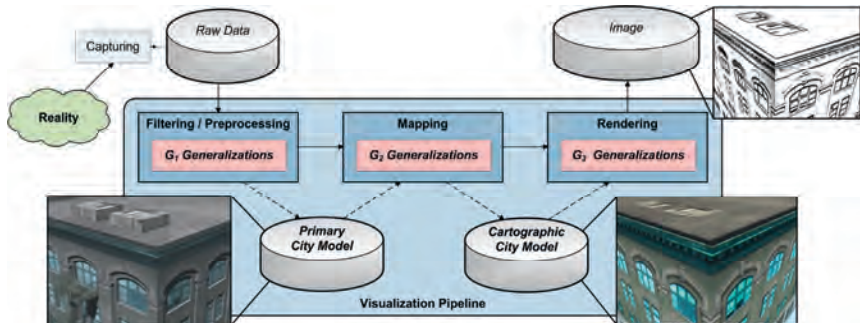 Raw Data
Image
Capturing
Reality
Filtering / Preprocessing
Mapping
Rendering
G1 Generalizations
G2 Generalizations
G3 Generalizations
Primary
City Model
Cartographic
City Model
Visualization Pipeline